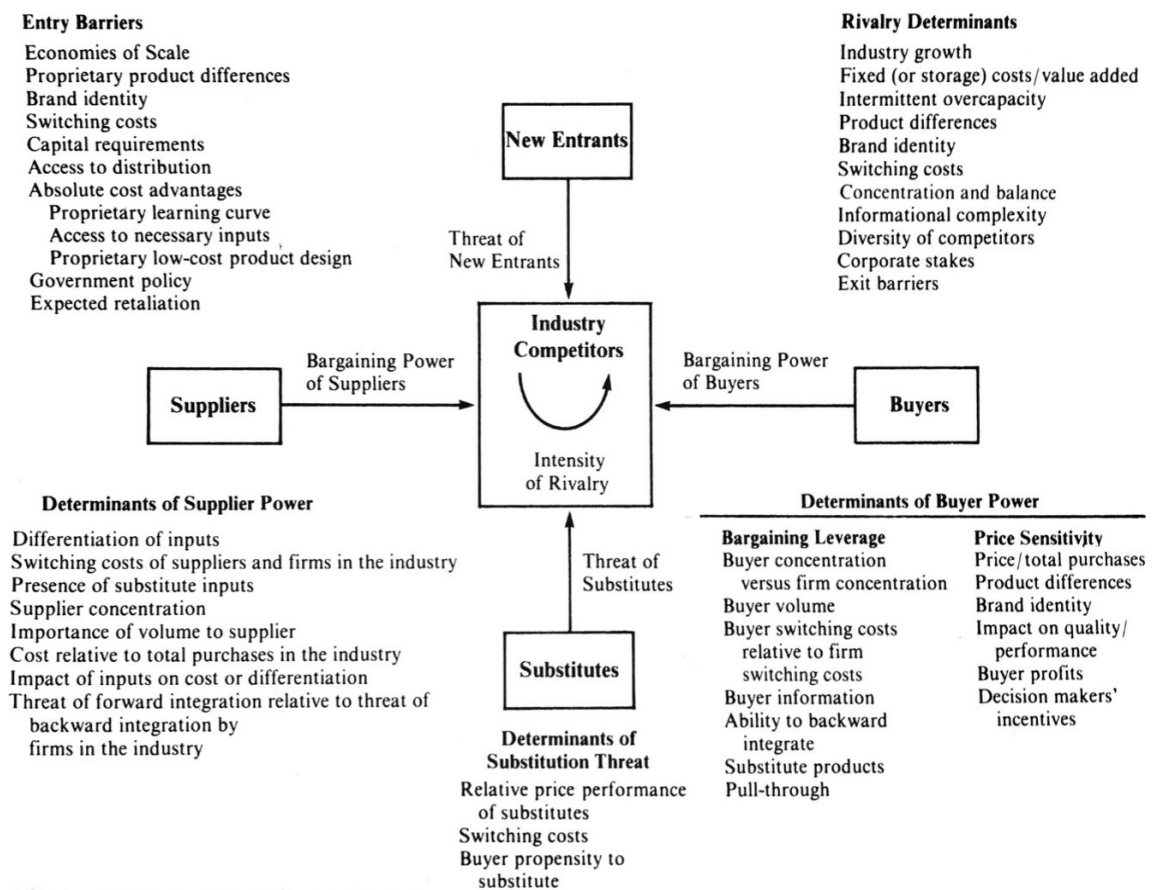 Entry Barriers
Economies of Scale
Proprietary product differences
Brand identity
Switching costs
Capital requirements
Access to distribution
Absolute cost advantages
Proprietary learning curve
Access to necessary inputs
Proprietary low-cost product design
Government policy
Expected retaliation
Rivalry Determinants
Industry growth
Fixed (or storage) costs/value added
Intermittent overcapacity
Product differences
Brand identity
Switching costs
Concentration and balance
Informational complexity
Diversity of competitors
Corporate stakes
Exit barriers
New Entrants
Threat of
New Entrants
Industry
Competitors
Intensity
of Rivalry
Suppliers
Bargaining Power
of Suppliers
Bargaining Power
of Buyers
Buyers
Determinants of Supplier Power
Differentiation of inputs
Switching costs of suppliers and firms in the industry
Presence of substitute inputs
Supplier concentration
Importance of volume to supplier
Cost relative to total purchases in the industry
Impact of inputs on cost or differentiation
Threat of forward integration relative to threat of
backward integration by
firms in the industry
Threat of
Substitutes
Substitutes
Determinants of
Substitution Threat
Relative price performance
of substitutes
Switching costs
Buyer propensity to
substitute
Determinants of Buyer Power
Bargaining Leverage
Buyer concentration
versus firm concentration
Buyer volume
Buyer switching costs
relative to firm
switching costs
Buyer information
Ability to backward
integrate
Substitute products
Pull-through
Price Sensitivity
Price/total purchases
Product differences
Brand identity
Impact on quality/
performance
Buyer profits
Decision makers'
incentives